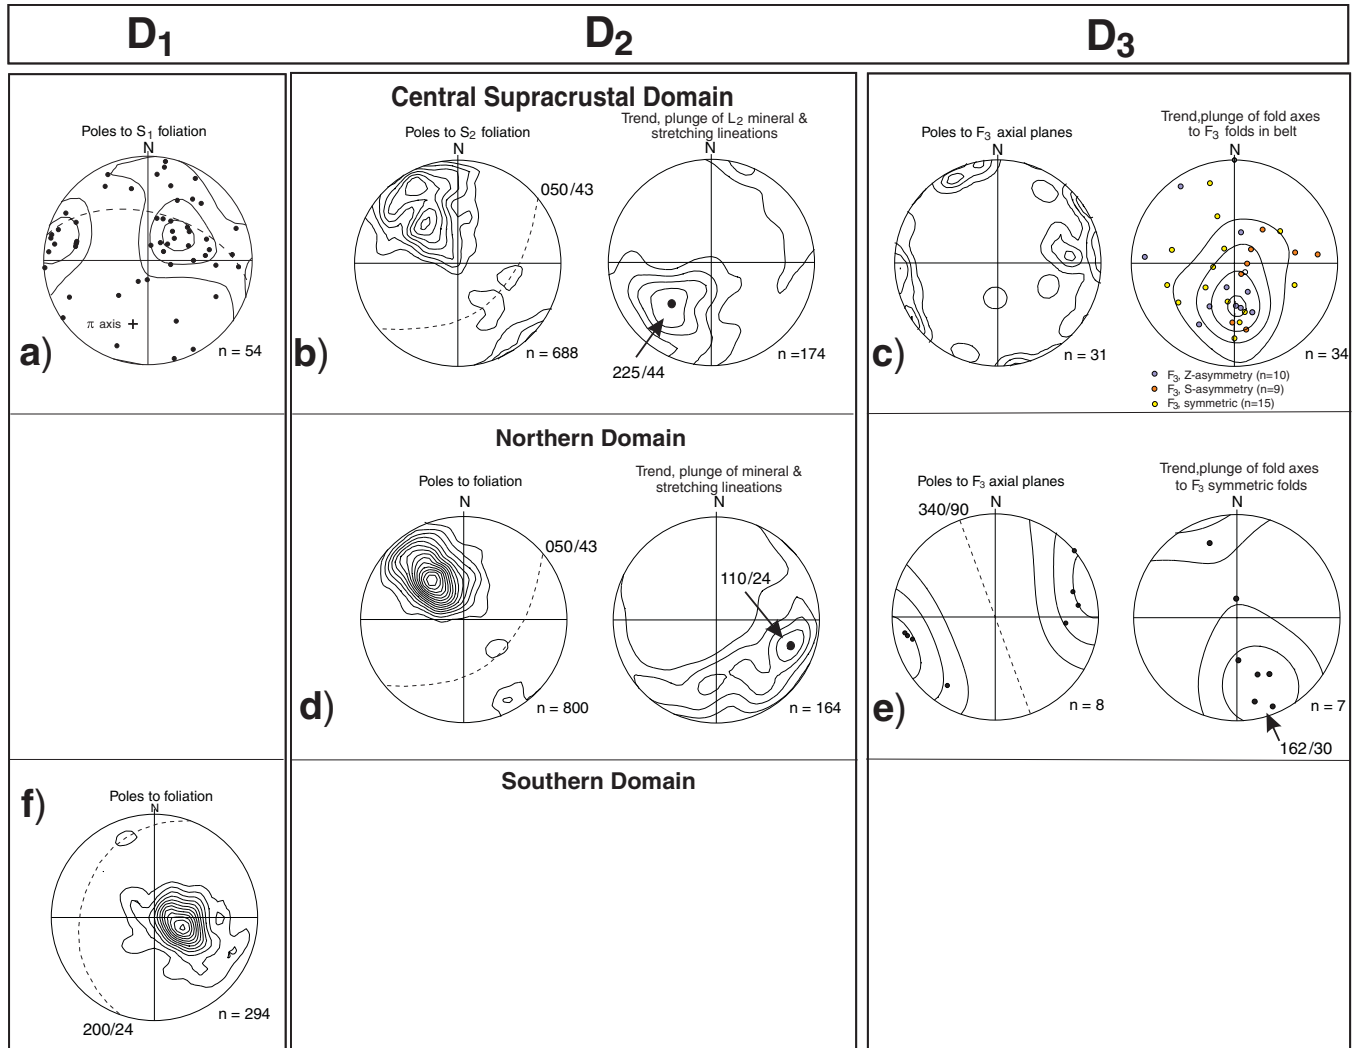 D1
D2
D3
Central Supracrustal Domain
Poles to S1 foliation
N
π axis +
a)
n = 54
Poles to S2 foliation
N
050/43
b)
n = 688
Trend, plunge of L2 mineral &
stretching lineations
N
225/44
n =174
Poles to F3 axial planes
N
c)
n = 31
Trend,plunge of fold axes
to F3 folds in belt
N
n = 34
F3, Z-asymmetry (n=10)
F3, S-asymmetry (n=9)
F3, symmetric (n=15)
Northern Domain
Poles to foliation
N
050/43
d)
n = 800
Trend, plunge of mineral &
stretching lineations
N
110/24
n = 164
Poles to F3 axial planes
N
340/90
e)
n = 8
Trend,plunge of fold axes
to F3 symmetric folds
N
n = 7
162/30
Southern Domain
f)
Poles to foliation
N
n = 294
200/24